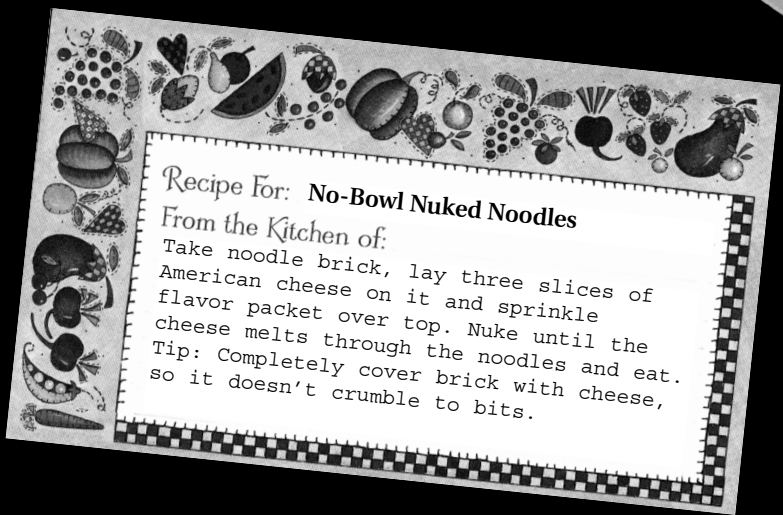 Recipe For: No-Bowl Nuked Noodles
From the Kitchen of:
Take noodle brick, lay three slices of
American cheese on it and sprinkle
flavor packet over top. Nuke until the
cheese melts through the noodles and eat.
Tip: Completely cover brick with cheese,
so it doesn't crumble to bits.